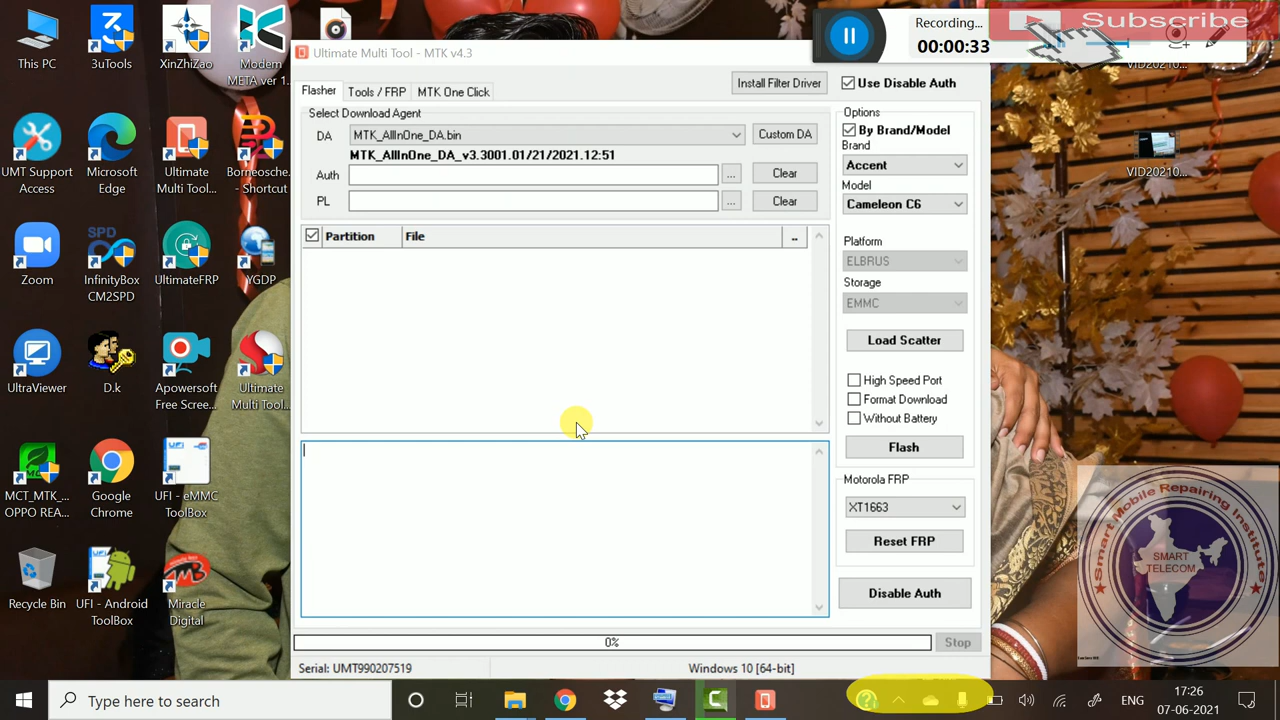 This PC
3uTools
XinZhiZao
Modem
META ver 1...
UMT Support
Access
Microsoft
Edge
Ultimate
Multi Tool...
Borneosche...
- Shortcut
Zoom
SPD
InfinityBox
CM2SPD
UltimateFRP
YGDP
UltraViewer
D.k
Apowersoft
Free Scree...
Ultimate
Multi Tool...
MCT_MTK_...
OPPO REA...
Google
Chrome
UFI - eMMC
ToolBox
Recycle Bin
UFI - Android
ToolBox
Miracle
Digital
Recording...
00:00:33
Subscribe
VID20210...
VID20210...
Ultimate Multi Tool - MTK v4.3
Flasher
Tools / FRP
MTK One Click
Install Filter Driver
Use Disable Auth
Select Download Agent
DA
MTK_AllInOne_DA.bin
Custom DA
MTK_AllInOne_DA_v3.3001.01/21/2021.12:51
Auth
...
Clear
PL
...
Clear
Partition
File
..
Options
By Brand/Model
Brand
Accent
Model
Cameleon C6
Platform
ELBRUS
Storage
EMMC
Load Scatter
High Speed Port
Format Download
Without Battery
Flash
Motorola FRP
XT1663
Reset FRP
Disable Auth
0%
Stop
Serial: UMT990207519
Windows 10 [64-bit]
Smart Mobile Repairing Institute
SMART
TELECOM
Type here to search
ENG
17:26
07-06-2021